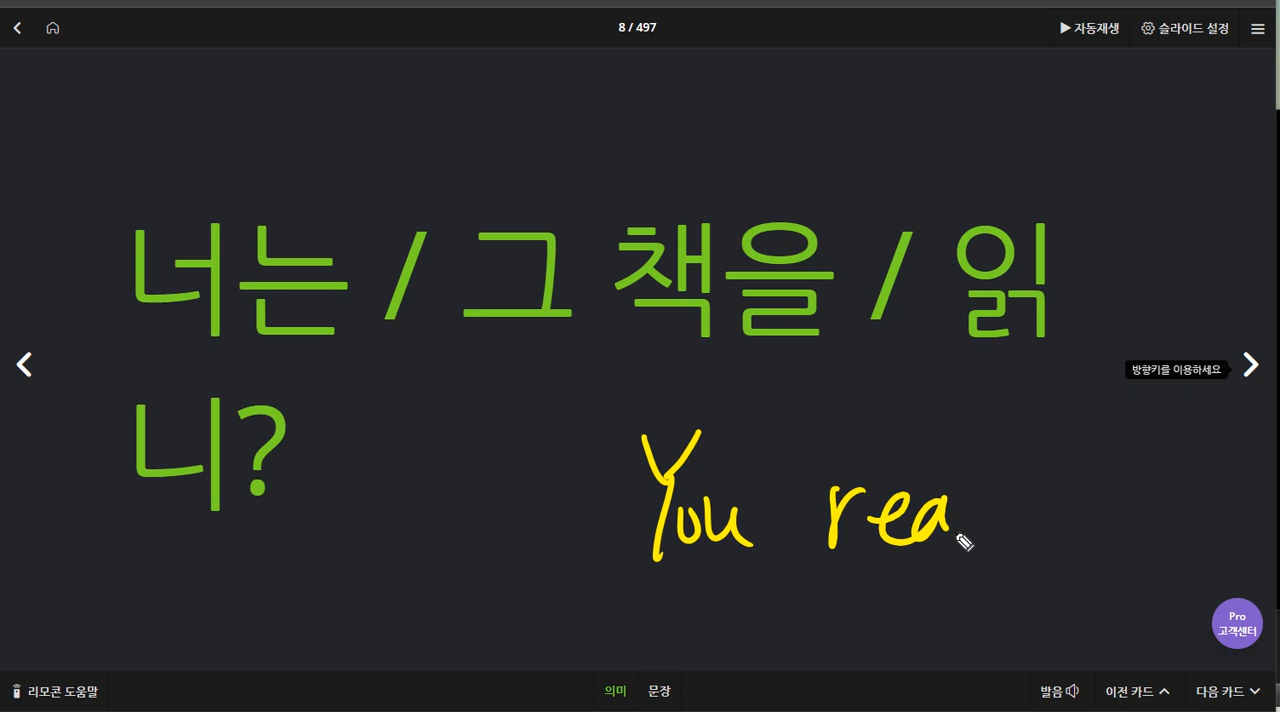 8 / 497
▶ 자동재생
슬라이드 설정
너는 / 그 책을 / 읽
니?
방향키를 이용하세요
You rea
Pro
고객센터
리모콘 도움말
의미
문장
발음
이전 카드
다음 카드